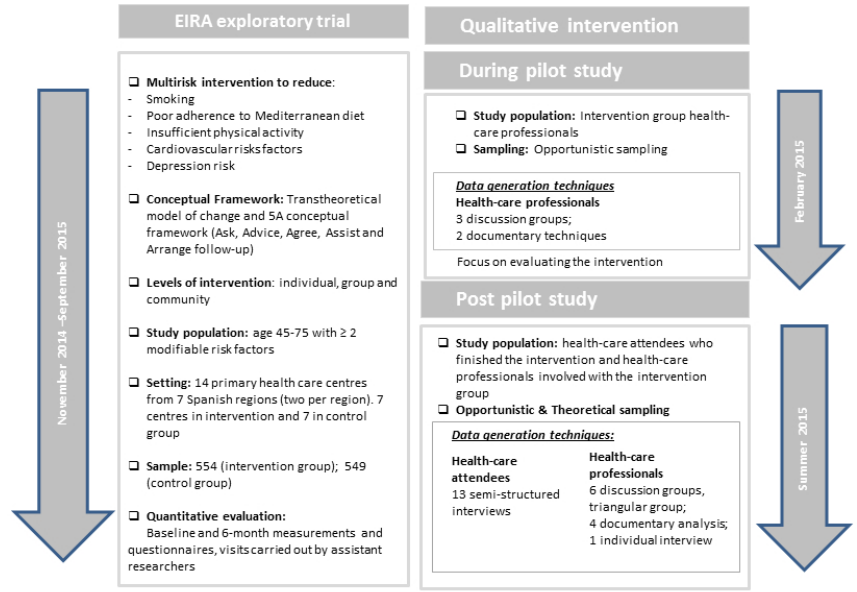 EIRA exploratory trial
November 2014 –September 2015
❑ Multirisk intervention to reduce:
- Smoking
- Poor adherence to Mediterranean diet
- Insufficient physical activity
- Cardiovascular risks factors
- Depression risk
❑ Conceptual Framework: Transtheoretical
model of change and 5A conceptual
framework (Ask, Advice, Agree, Assist and
Arrange follow-up)
❑ Levels of intervention: individual, group and
community
❑ Study population: age 45-75 with ≥ 2
modifiable risk factors
❑ Setting: 14 primary health care centres
from 7 Spanish regions (two per region). 7
centres in intervention and 7 in control
group
❑ Sample: 554 (intervention group); 549
(control group)
❑ Quantitative evaluation:
Baseline and 6-month measurements and
questionnaires, visits carried out by assistant
researchers
Qualitative intervention
During pilot study
❑ Study population: Intervention group health-
care professionals
❑ Sampling: Opportunistic sampling
Data generation techniques
Health-care professionals
3 discussion groups;
2 documentary techniques
Focus on evaluating the intervention
February 2015
Post pilot study
❑ Study population: health-care attendees who
finished the intervention and health-care
professionals involved with the intervention
group
❑ Opportunistic & Theoretical sampling
Data generation techniques:
Health-care
attendees
13 semi-structured
interviews
Health-care
professionals
6 discussion groups,
triangular group;
4 documentary analysis;
1 individual interview
Summer 2015